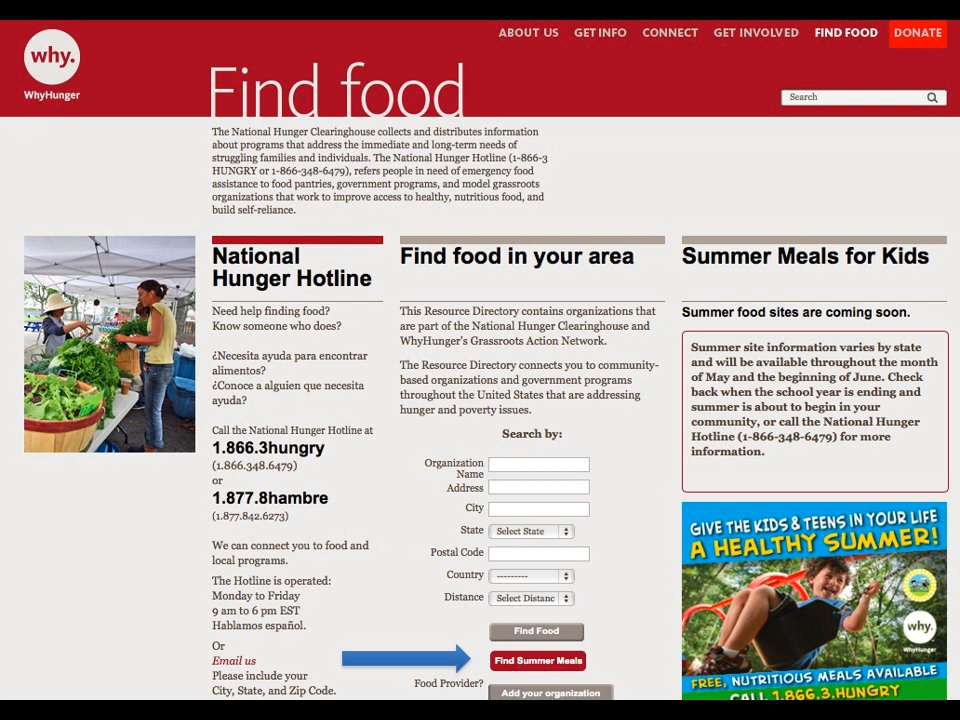 why.
WhyHunger
ABOUT US GET INFO CONNECT GET INVOLVED FIND FOOD DONATE
Find food
Search
The National Hunger Clearinghouse collects and distributes information
about programs that address the immediate and long-term needs of
struggling families and individuals. The National Hunger Hotline (1-866-3
HUNGRY or 1-866-348-6479), refers people in need of emergency food
assistance to food pantries, government programs, and model grassroots
organizations that work to improve access to healthy, nutritious food, and
build self-reliance.
National
Hunger Hotline
Need help finding food?
Know someone who does?
¿Necesita ayuda para encontrar
alimentos?
¿Conoce a alguien que necesita
ayuda?
Call the National Hunger Hotline at
1.866.3hungry
(1.866.348.6479)
or
1.877.8hambre
(1.877.842.6273)
We can connect you to food and
local programs.
The Hotline is operated:
Monday to Friday
9 am to 6 pm EST
Hablamos español.
Or
Email us
Please include your
City, State, and Zip Code.
Find food in your area
This Resource Directory contains organizations that
are part of the National Hunger Clearinghouse and
WhyHunger's Grassroots Action Network.
The Resource Directory connects you to community-
based organizations and government programs
throughout the United States that are addressing
hunger and poverty issues.
Search by:
Organization
Name
Address
City
State Select State
Postal Code
Country ---------
Distance Select Distanc
Find Food
Find Summer Meals
Food Provider?
Add your organization
Summer Meals for Kids
Summer food sites are coming soon.
Summer site information varies by state
and will be available throughout the month
of May and the beginning of June. Check
back when the school year is ending and
summer is about to begin in your
community, or call the National Hunger
Hotline (1-866-348-6479) for more
information.
GIVE THE KIDS & TEENS IN YOUR LIFE
A HEALTHY SUMMER!
why.
WhyHunger
FREE, NUTRITIOUS MEALS AVAILABLE
CALL 1.866.3.HUNGRY